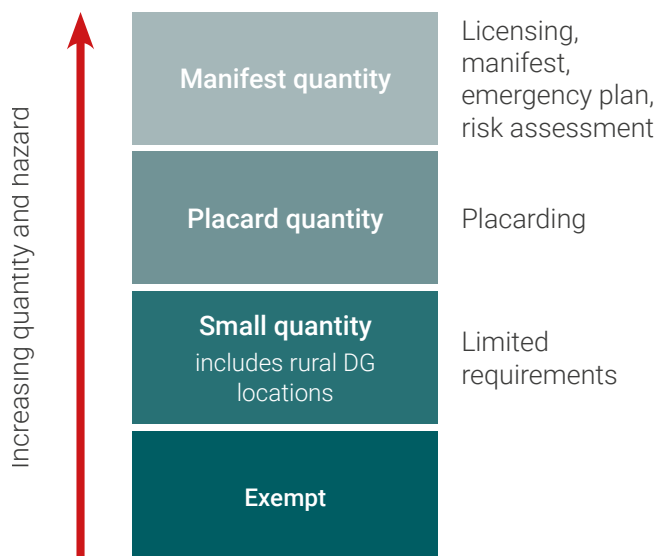 Increasing quantity and hazard
Manifest quantity
Licensing,
manifest,
emergency plan,
risk assessment
Placard quantity
Placarding
Small quantity
includes rural DG
locations
Limited
requirements
Exempt